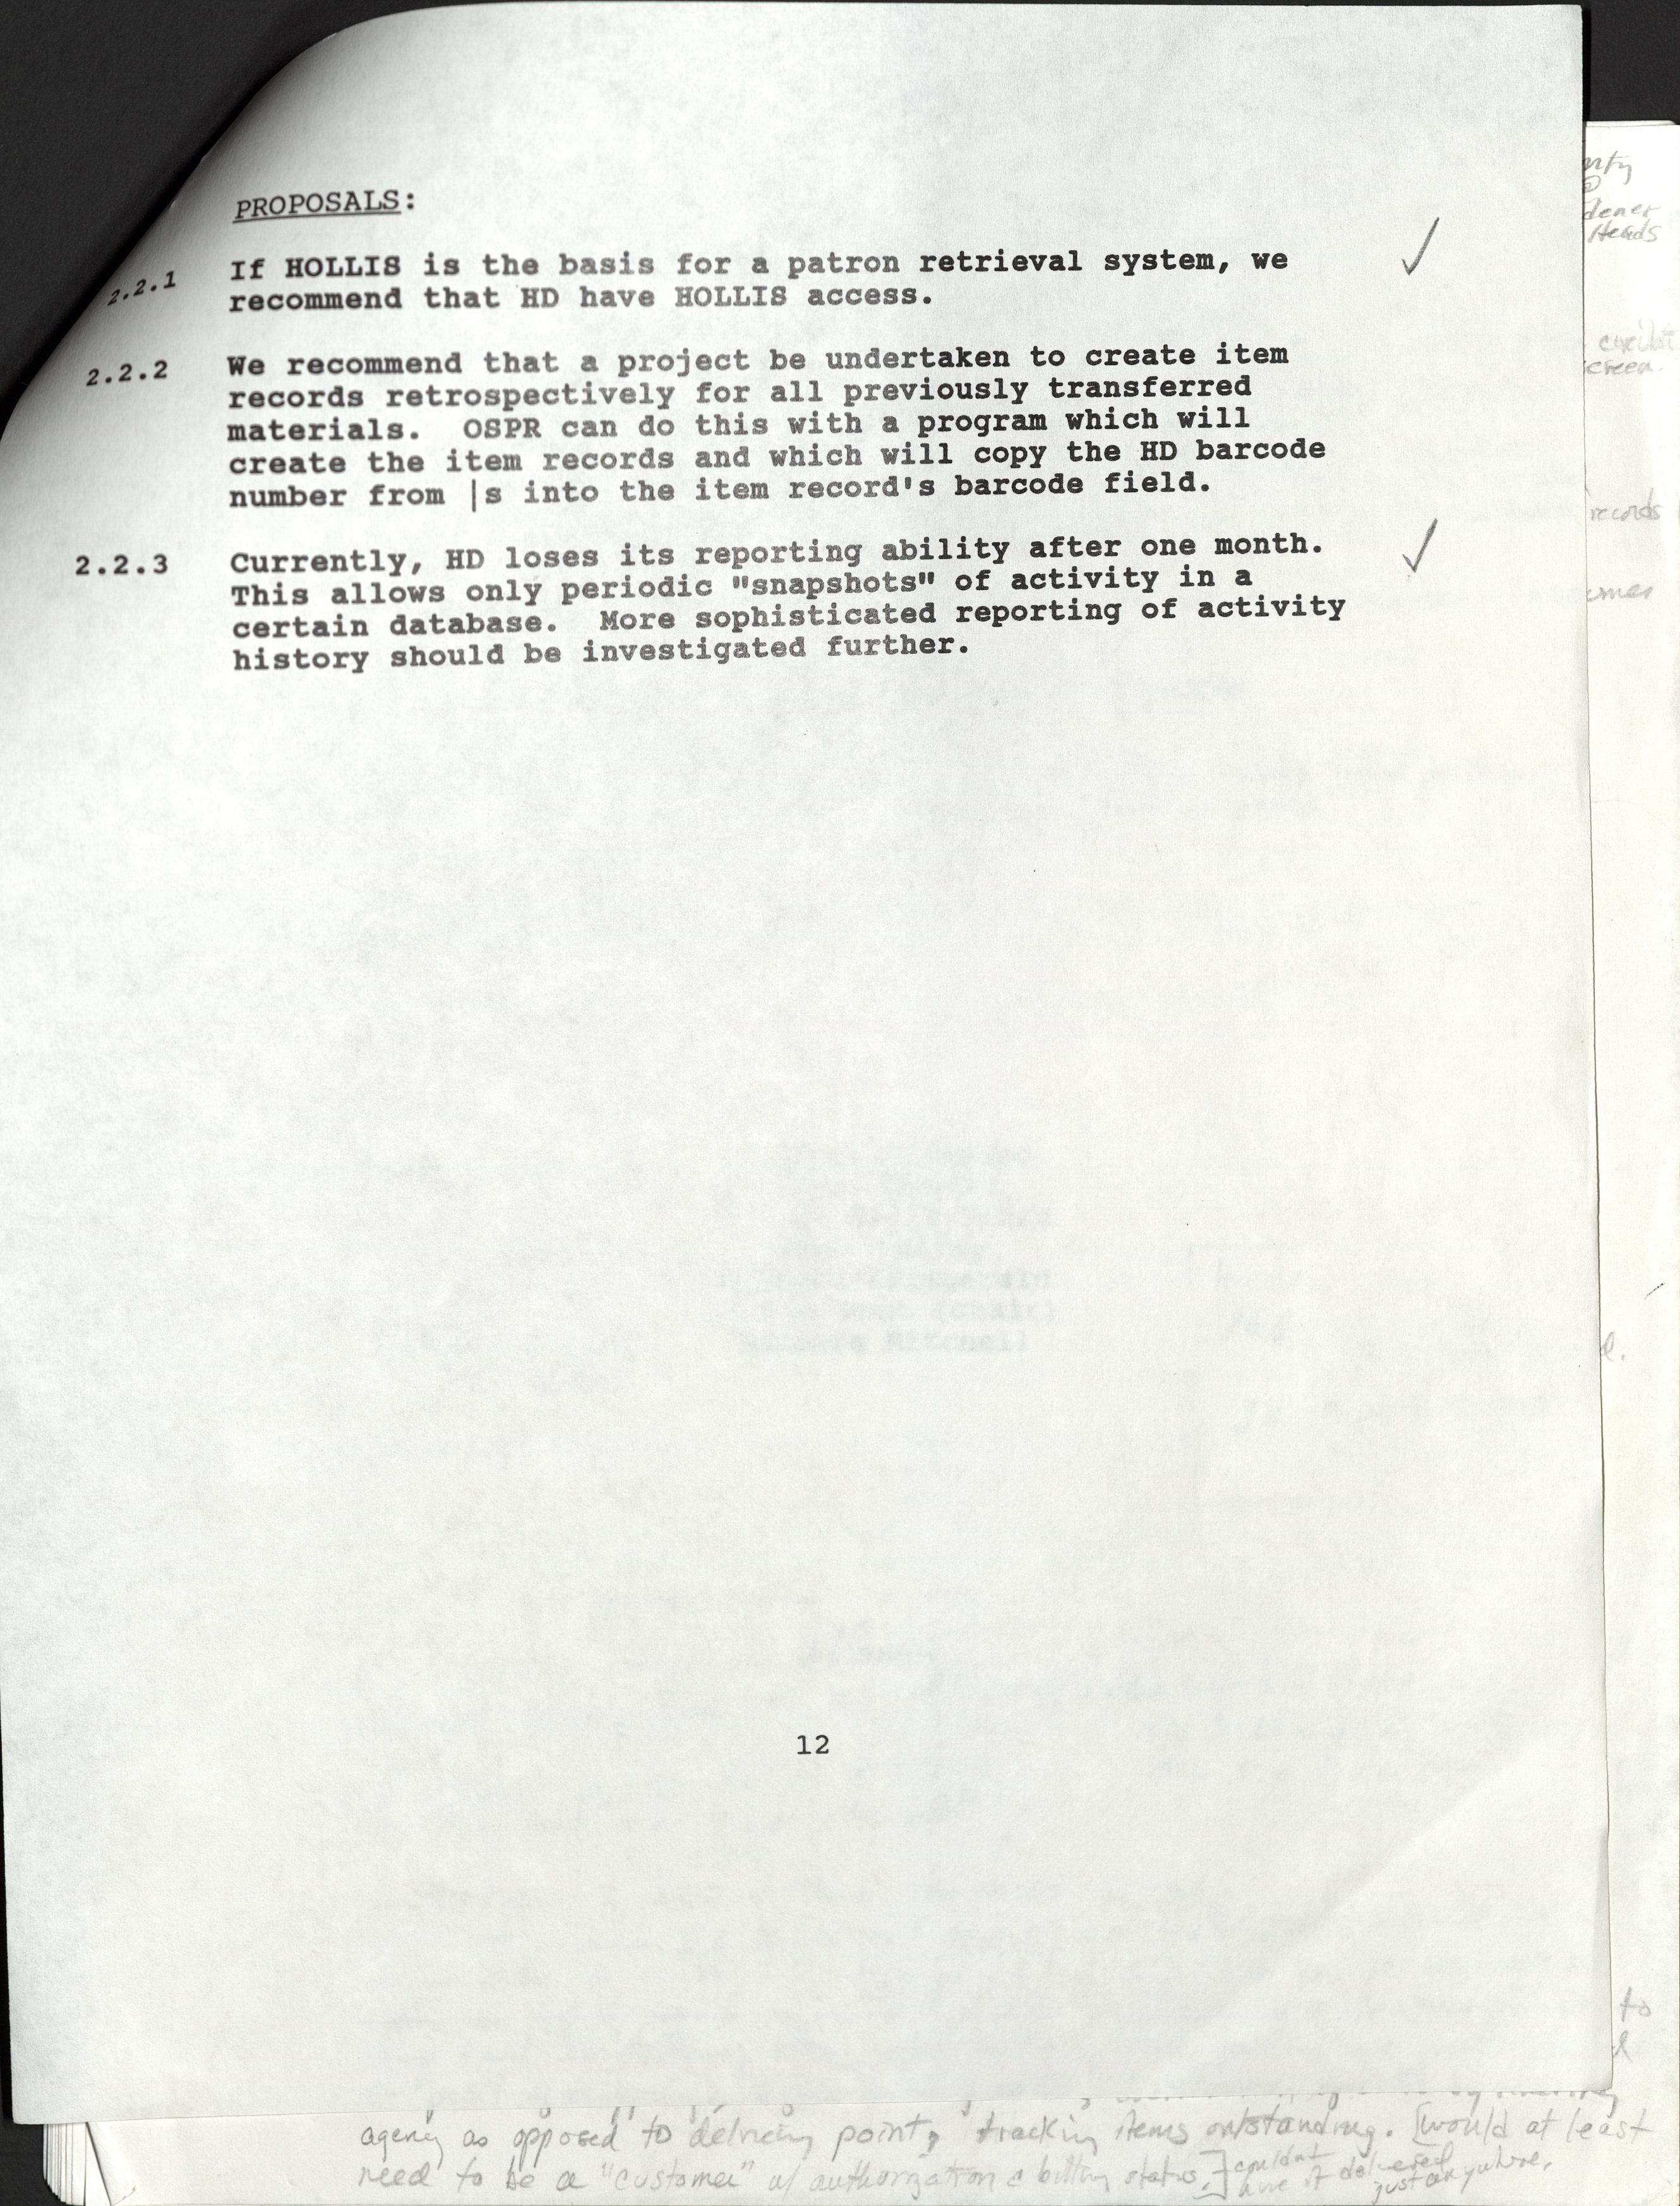 PROPOSALS:
2.2.1 If HOLLIS is the basis for a patron retrieval system, we
recommend that HD have HOLLIS access.
✓
2.2.2 We recommend that a project be undertaken to create item
records retrospectively for all previously transferred
materials. OSPR can do this with a program which will
create the item records and which will copy the HD barcode
number from |s into the item record's barcode field.
2.2.3 Currently, HD loses its reporting ability after one month.
This allows only periodic "snapshots" of activity in a
certain database. More sophisticated reporting of activity
history should be investigated further.
✓
12
dener
Heads
records
to
agency as opposed to delivery point, tracking items outstanding. [would at least
need to be a "customer" w/ authorization & billing status.] couldn't
have it delivered
just anywhere.